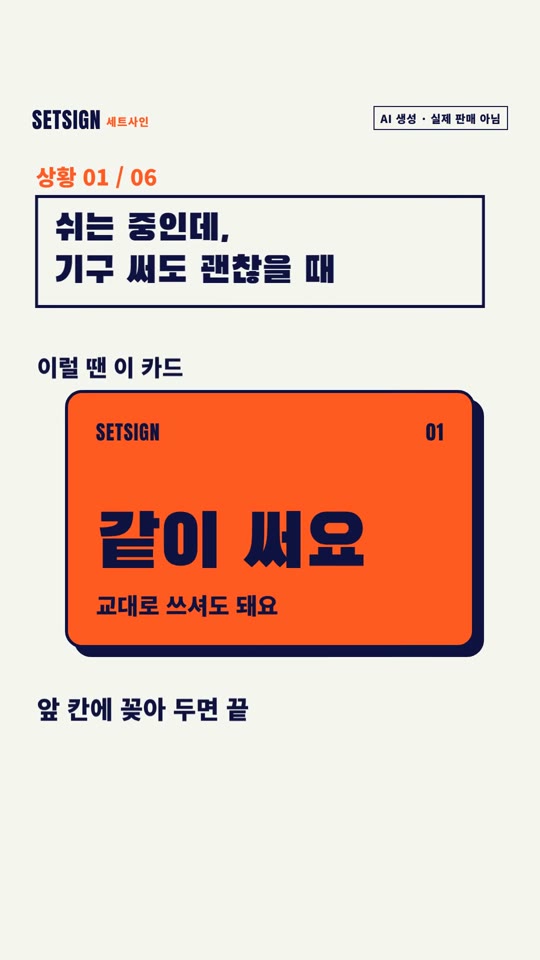 SETSIGN 세트사인
AI 생성 · 실제 판매 아님
상황 01 / 06
쉬는 중인데,
기구 써도 괜찮을 때
이럴 땐 이 카드
SETSIGN 01
같이 써요
교대로 쓰셔도 돼요
앞 칸에 꽂아 두면 끝